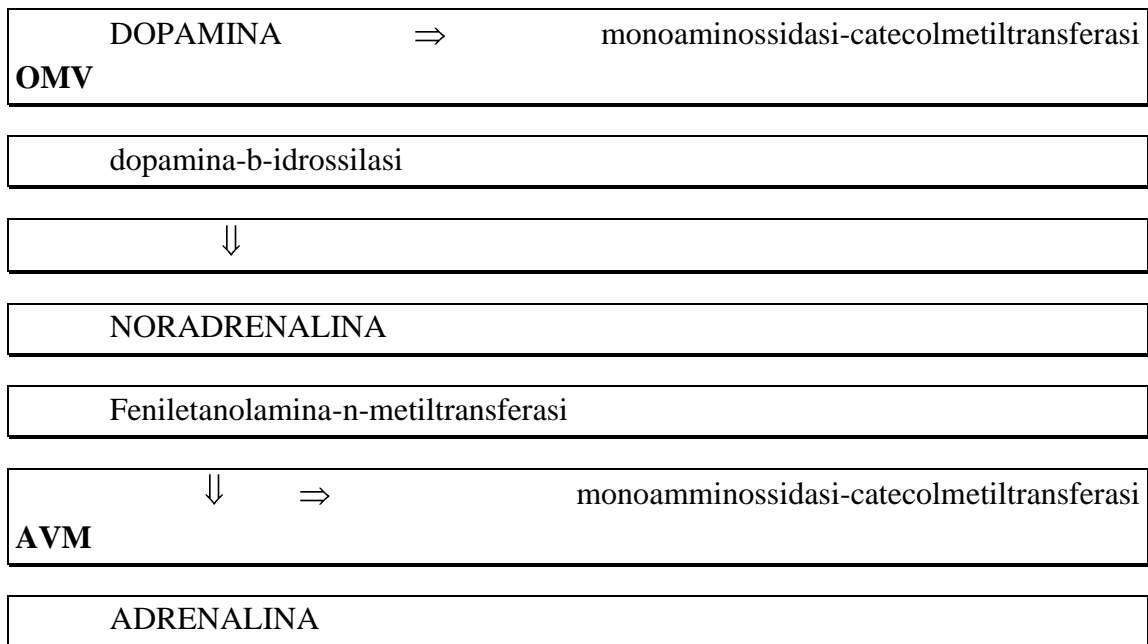 DOPAMINA ⇒ monoaminossidasi-catecolmetiltransferasi
OMV
dopamina-b-idrossilasi
⇓
NORADRENALINA
Feniletanolamina-n-metiltransferasi
⇓ ⇒ monoamminossidasi-catecolmetiltransferasi
AVM
ADRENALINA